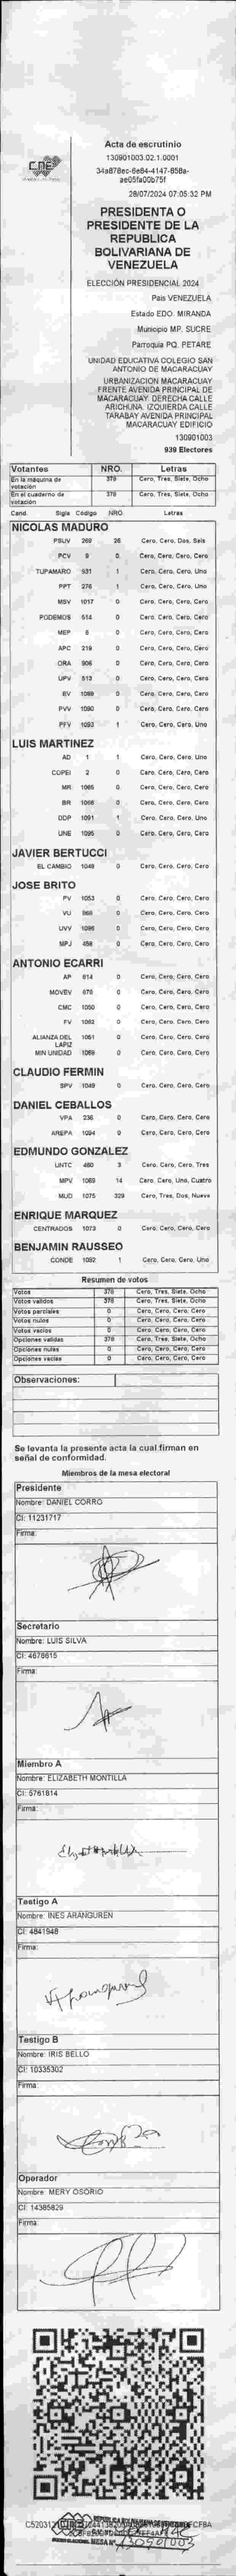 CNE
Acta de escrutinio
130901003.02.1.0001
28/07/2024 07:05:32 PM
PRESIDENTA O
PRESIDENTE DE LA
REPUBLICA
BOLIVARIANA DE
VENEZUELA
ELECCIÓN PRESIDENCIAL 2024
Pais VENEZUELA
Estado EDO. MIRANDA
Municipio MP. SUCRE
Parroquia PQ. PETARE
UNIDAD EDUCATIVA COLEGIO SAN
ANTONIO DE MACARACUAY
URBANIZACION MACARACUAY
FRENTE AVENIDA PRINCIPAL DE
MACARACUAY. DERECHA CALLE
ARICHUNA. IZQUIERDA CALLE
TARABAY AVENIDA PRINCIPAL
MACARACUAY EDIFICIO
130901003
939 Electores
Votantes NRO. Letras
En la máquina de votación 378 Cero, Tres, Siete, Ocho
En el cuaderno de votación 378 Cero, Tres, Siete, Ocho
Cand. Sigla Código NRO. Letras
NICOLAS MADURO
PSUV 269 26 Cero, Cero, Dos, Seis
PCV 9 0 Cero, Cero, Cero, Cero
TUPAMARO 931 1 Cero, Cero, Cero, Uno
PPT 276 1 Cero, Cero, Cero, Uno
MSV 1017 0 Cero, Cero, Cero, Cero
PODEMOS 514 0 Cero, Cero, Cero, Cero
MEP 6 0 Cero, Cero, Cero, Cero
APC 219 0 Cero, Cero, Cero, Cero
ORA 906 0 Cero, Cero, Cero, Cero
UPV 513 0 Cero, Cero, Cero, Cero
EV 1089 0 Cero, Cero, Cero, Cero
PVV 1090 0 Cero, Cero, Cero, Cero
PFV 1093 1 Cero, Cero, Cero, Uno
LUIS MARTINEZ
AD 1 1 Cero, Cero, Cero, Uno
COPEI 2 0 Cero, Cero, Cero, Cero
MR 1065 0 Cero, Cero, Cero, Cero
BR 1066 0 Cero, Cero, Cero, Cero
DDP 1091 1 Cero, Cero, Cero, Uno
UNE 1095 0 Cero, Cero, Cero, Cero
JAVIER BERTUCCI
EL CAMBIO 1048 0 Cero, Cero, Cero, Cero
JOSE BRITO
PV 1053 0 Cero, Cero, Cero, Cero
VU 868 0 Cero, Cero, Cero, Cero
UVV 1096 0 Cero, Cero, Cero, Cero
MPJ 458 0 Cero, Cero, Cero, Cero
ANTONIO ECARRI
AP 614 0 Cero, Cero, Cero, Cero
MOVEV 878 0 Cero, Cero, Cero, Cero
CMC 1050 0 Cero, Cero, Cero, Cero
FV 1062 0 Cero, Cero, Cero, Cero
ALIANZA DEL LAPIZ 1051 0 Cero, Cero, Cero, Cero
MIN UNIDAD 1069 0 Cero, Cero, Cero, Cero
CLAUDIO FERMIN
SPV 1049 0 Cero, Cero, Cero, Cero
DANIEL CEBALLOS
VPA 236 0 Cero, Cero, Cero, Cero
AREPA 1094 0 Cero, Cero, Cero, Cero
EDMUNDO GONZALEZ
UNTC 480 3 Cero, Cero, Cero, Tres
MPV 1069 14 Cero, Cero, Uno, Cuatro
MUD 1075 329 Cero, Tres, Dos, Nueve
ENRIQUE MARQUEZ
CENTRADOS 1073 0 Cero, Cero, Cero, Cero
BENJAMIN RAUSSEO
CONDE 1092 1 Cero, Cero, Cero, Uno
Resumen de votos
Votos 378 Cero, Tres, Siete, Ocho
Votos validos 378 Cero, Tres, Siete, Ocho
Votos parciales 0 Cero, Cero, Cero, Cero
Votos nulos 0 Cero, Cero, Cero, Cero
Votos vacios 0 Cero, Cero, Cero, Cero
Opciones validas 378 Cero, Tres, Siete, Ocho
Opciones nulas 0 Cero, Cero, Cero, Cero
Opciones vacias 0 Cero, Cero, Cero, Cero
Observaciones:
Se levanta la presente acta la cual firman en
señal de conformidad.
Miembros de la mesa electoral
Presidente
Nombre: DANIEL CORRO
CI: 11231717
Firma:
Secretario
Nombre: LUIS SILVA
CI: 4676615
Firma:
Miembro A
Nombre: ELIZABETH MONTILLA
CI: 5761814
Firma:
Testigo A
Nombre: INES ARANGUREN
CI: 4841948
Firma:
Testigo B
Nombre: IRIS BELLO
CI: 10335302
Firma:
Operador
Nombre: MERY OSORIO
CI: 14385829
Firma: